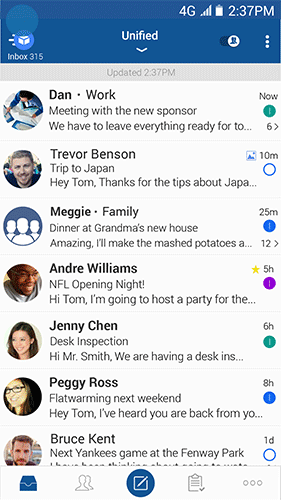 4G 2:37PM
Unified
Inbox 315
Updated 2:37PM
Dan · Work Now
Meeting with the new sponsor
We have to leave everything ready for to... 6 >
Trevor Benson 10m
Trip to Japan
Hey Tom, Thanks for the tips about Japa...
Meggie · Family 25m
Dinner at Grandma's new house
Amazing, I'll make the mashed potatoes a... 12 >
Andre Williams 5h
NFL Opening Night!
Hi Tom, I'm going to host a party for the...
Jenny Chen 6h
Desk Inspection
Hi Mr. Smith, We are having a desk ins...
Peggy Ross 8h
Flatwarming next weekend
Hey Tom, I've heard you are back from yo...
Bruce Kent 1d
Next Yankees game at the Fenway Park